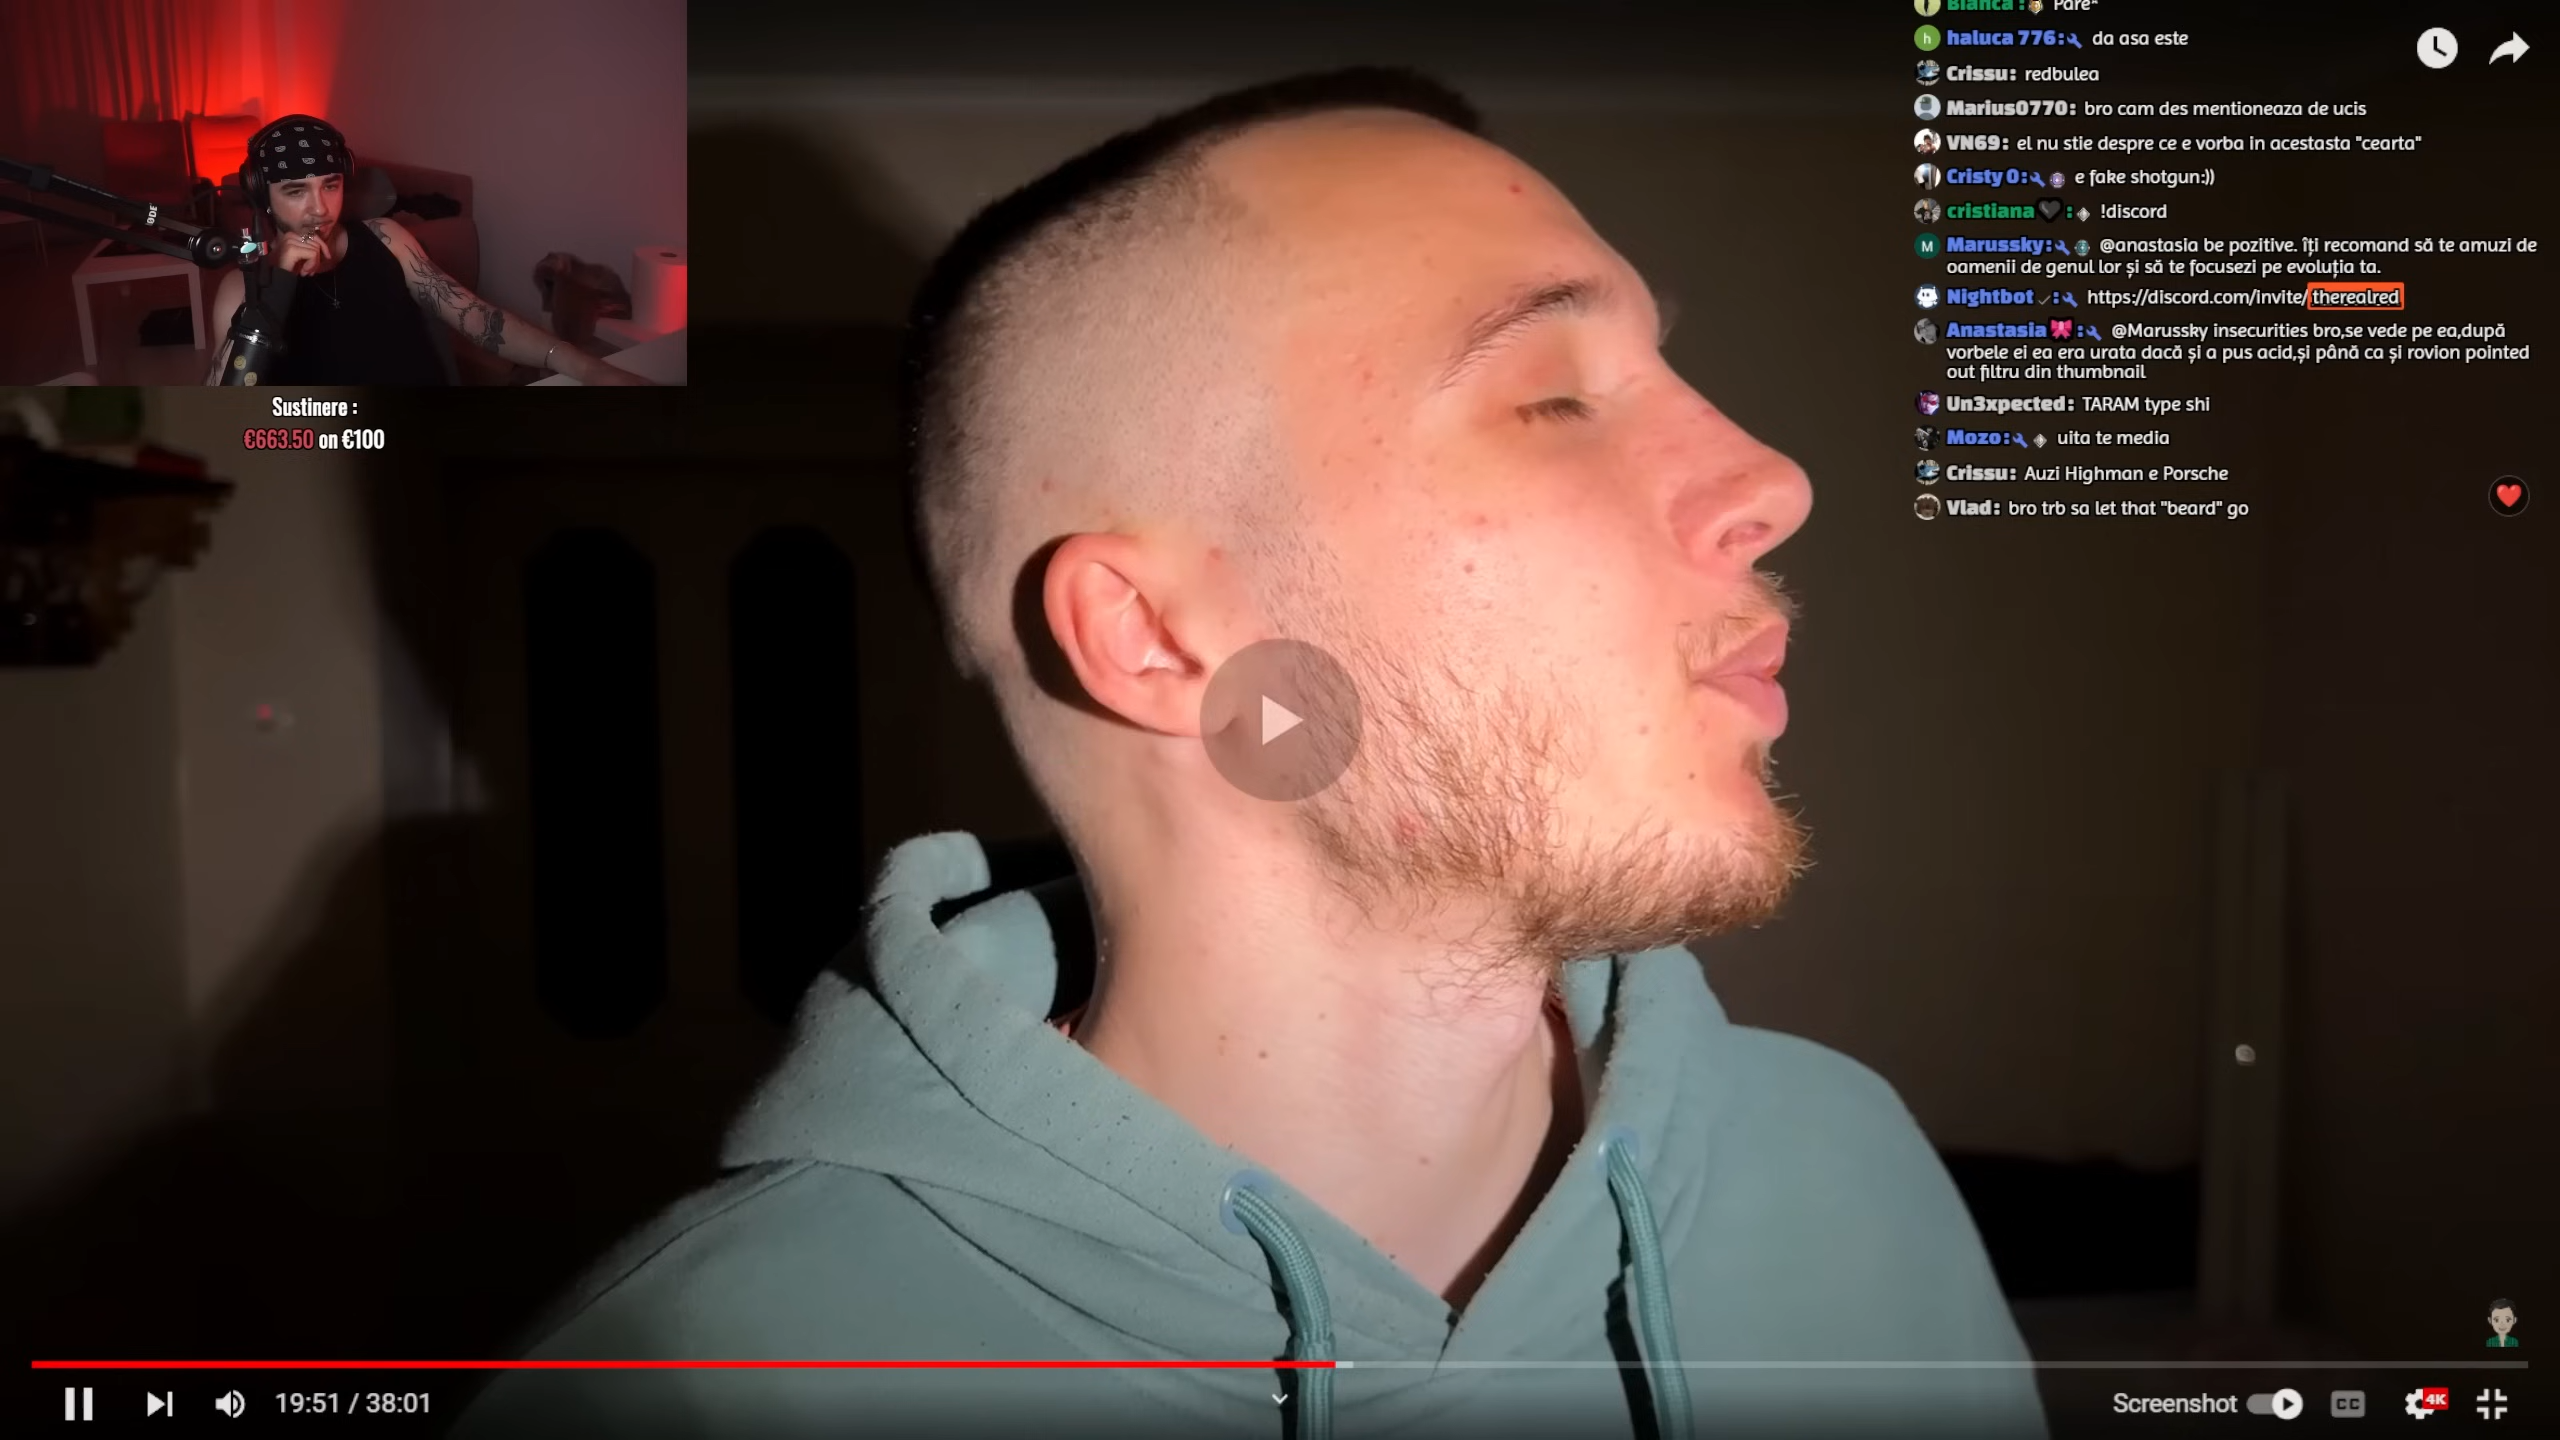 Bianca : Pare*
haluca 776: da asa este
Crissu: redbulea
Marius0770: bro cam des mentioneaza de ucis
VN69: el nu stie despre ce e vorba in acestasta "cearta"
Cristy 0: e fake shotgun:))
cristiana🖤: !discord
Marussky: @anastasia be pozitive. îți recomand să te amuzi de
oamenii de genul lor și să te focusezi pe evoluția ta.
Nightbot : https://discord.com/invite/therealred
Anastasia🎀: @Marussky insecurities bro,se vede pe ea,după
vorbele ei ea era urata dacă și a pus acid,și până ca și rovion pointed
out filtru din thumbnail
Un3xpected: TARAM type shi
Mozo: uita te media
Crissu: Auzi Highman e Porsche
Vlad: bro trb sa let that "beard" go
Sustinere :
€663.50 on €100
19:51 / 38:01
Screenshot
CC
4K